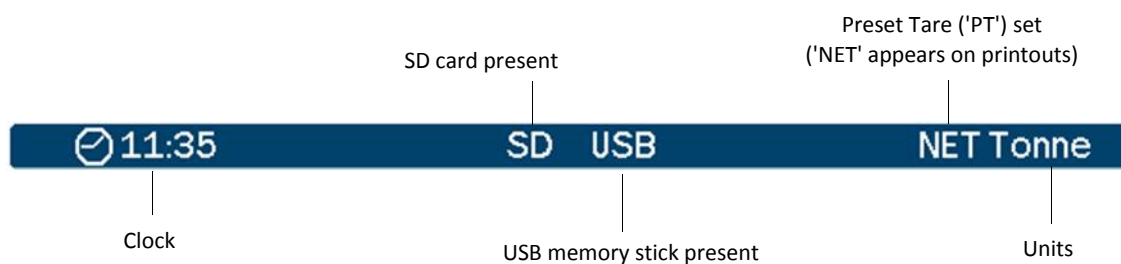 Preset Tare ('PT') set
('NET' appears on printouts)
SD card present
11:35 SD USB NET Tonne
Clock
USB memory stick present
Units